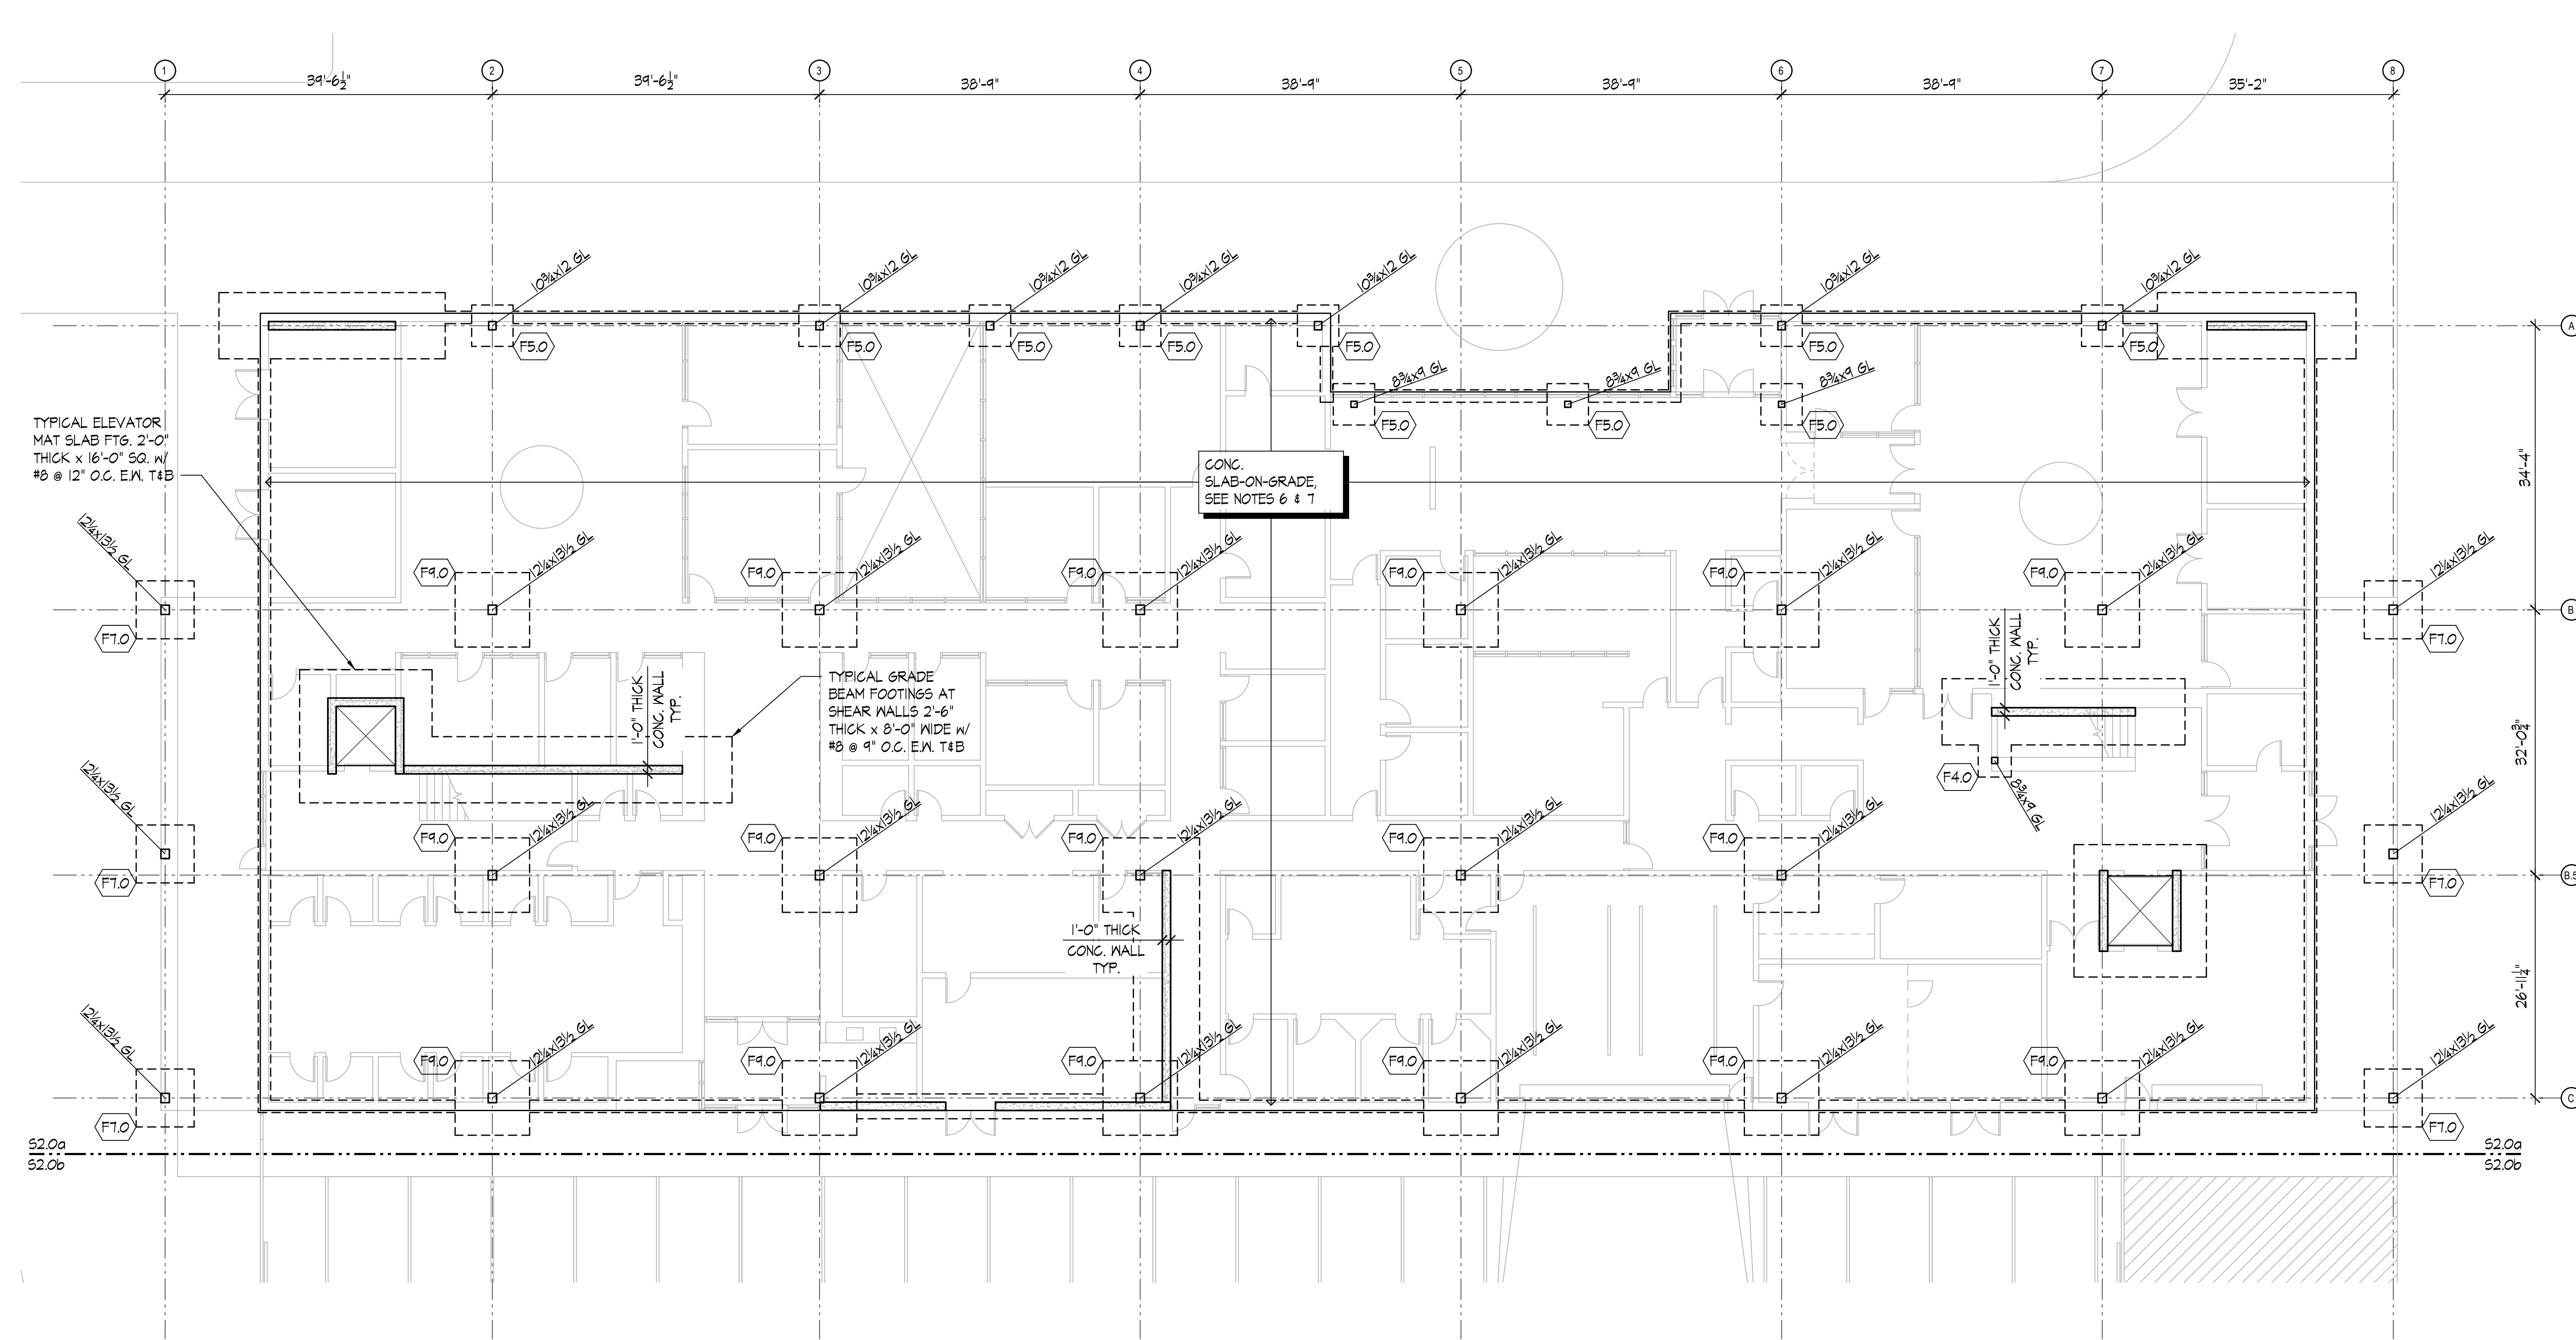 1 2 3 4 5 6 7 8
39'-6½" 39'-6½" 38'-9" 38'-9" 38'-9" 38'-9" 35'-2"
10¾x12 GL 10¾x12 GL 10¾x12 GL 10¾x12 GL 10¾x12 GL 10¾x12 GL 10¾x12 GL
A
F5.0 F5.0 F5.0 F5.0 F5.0 F5.0 F5.0
8¾x9 GL 8¾x9 GL 8¾x9 GL
F5.0 F5.0 F5.0
TYPICAL ELEVATOR
MAT SLAB FTG. 2'-0"
THICK x 16'-0" SQ. W/
#8 @ 12" O.C. E.W. T&B
CONC.
SLAB-ON-GRADE,
SEE NOTES 6 & 7
34'-4"
12¼x13½ GL 12¼x13½ GL 12¼x13½ GL 12¼x13½ GL 12¼x13½ GL 12¼x13½ GL 12¼x13½ GL 12¼x13½ GL
F9.0 F9.0 F9.0 F9.0 F9.0 F9.0
B
F7.0 F7.0
1'-0" THICK
CONC. WALL
TYP.
TYPICAL GRADE
BEAM FOOTINGS AT
SHEAR WALLS 2'-6"
THICK x 8'-0" WIDE W/
#8 @ 9" O.C. E.W. T&B
1'-0" THICK
CONC. WALL
TYP.
F4.0
8¾x9 GL
32'-0¾"
12¼x13½ GL 12¼x13½ GL 12¼x13½ GL 12¼x13½ GL 12¼x13½ GL 12¼x13½ GL 12¼x13½ GL
F9.0 F9.0 F9.0 F9.0 F9.0
B.5
F7.0 F7.0
1'-0" THICK
CONC. WALL
TYP.
26'-1¼"
12¼x13½ GL 12¼x13½ GL 12¼x13½ GL 12¼x13½ GL 12¼x13½ GL 12¼x13½ GL 12¼x13½ GL 12¼x13½ GL
F9.0 F9.0 F9.0 F9.0 F9.0 F9.0
C
F7.0 F7.0
S2.0a S2.0a
S2.0b S2.0b